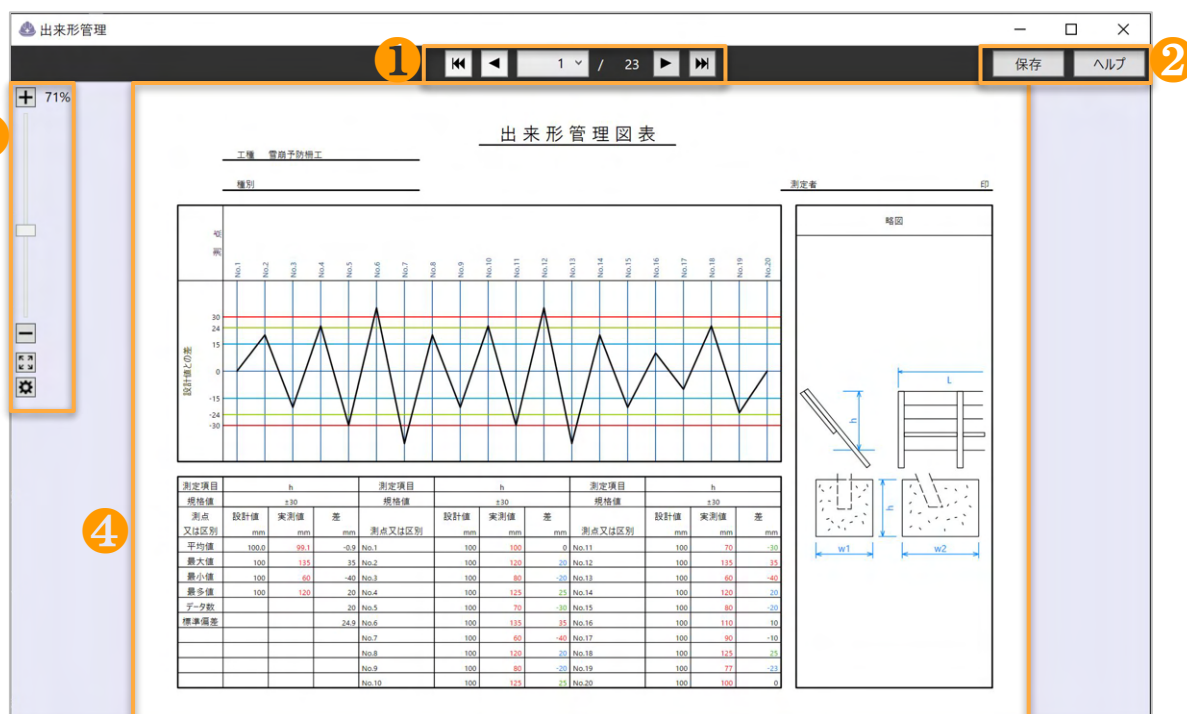 出来形管理
1
1 / 23
保存 ヘルプ
2
71%
出来形管理図表
工種 雪崩予防柵工
種別
測定者 印
測点
No.1 No.2 No.3 No.4 No.5 No.6 No.7 No.8 No.9 No.10 No.11 No.12 No.13 No.14 No.15 No.16 No.17 No.18 No.19 No.20
設計値との差
30
24
15
0
-15
-24
-30
略図
L
h
h
w1 w2
4
測定項目 h 測定項目 h 測定項目 h
規格値 ±30 規格値 ±30 規格値 ±30
測点 設計値 実測値 差 設計値 実測値 差 設計値 実測値 差
又は区別 mm mm mm 測点又は区別 mm mm mm 測点又は区別 mm mm mm
平均値 100.0 99.1 -0.9 No.1 100 100 0 No.11 100 70 -30
最大値 100 135 35 No.2 100 120 20 No.12 100 135 35
最小値 100 60 -40 No.3 100 80 -20 No.13 100 60 -40
最多値 100 120 20 No.4 100 125 25 No.14 100 120 20
データ数 20 No.5 100 70 -30 No.15 100 80 -20
標準偏差 24.9 No.6 100 135 35 No.16 100 110 10
No.7 100 60 -40 No.17 100 90 -10
No.8 100 120 20 No.18 100 125 25
No.9 100 80 -20 No.19 100 77 -23
No.10 100 125 25 No.20 100 100 0